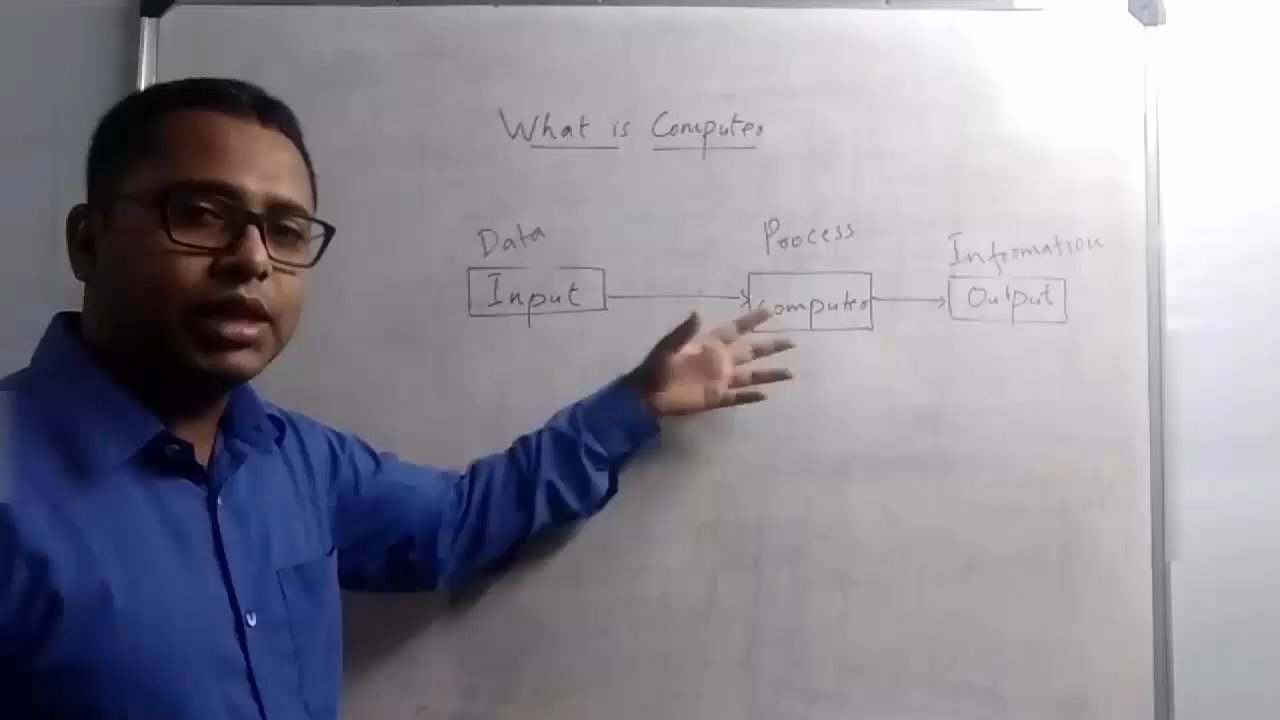 What is Computer
Data Process Information
Input Computer Output